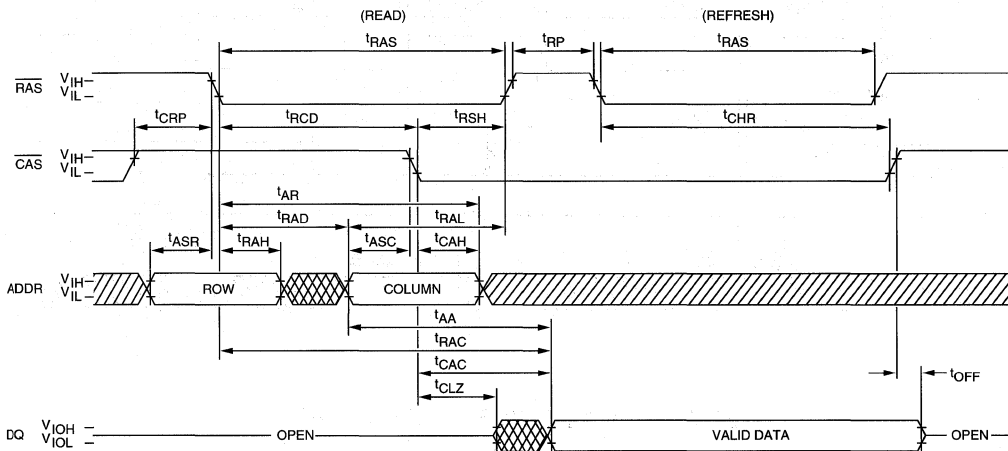 (READ) (REFRESH)
tRAS tRP tRAS
RAS VIH
VIL
tCRP tRCD tRSH tCHR
CAS VIH
VIL
tAR
tRAD tRAL
tASR tRAH tASC tCAH
ADDR VIH
VIL
ROW COLUMN
tAA
tRAC
tCAC
tOFF
tCLZ
DQ VIOH
VIOL
OPEN VALID DATA OPEN